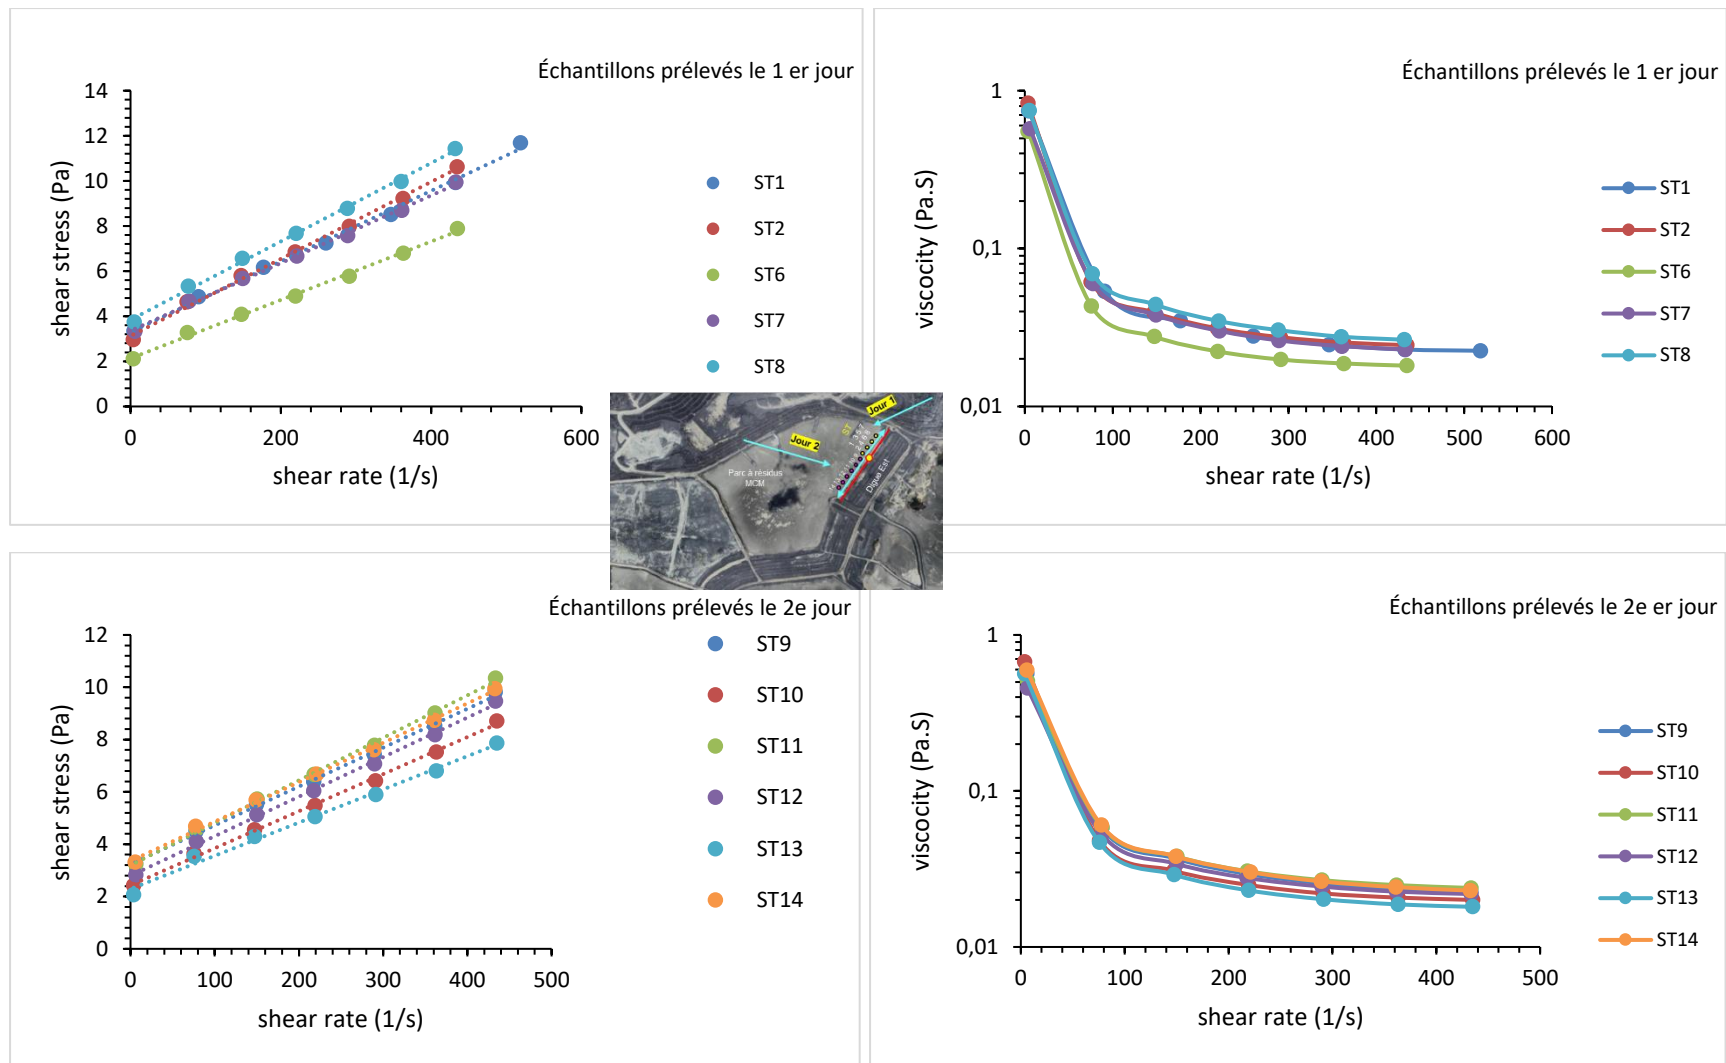 Échantillons prélevés le 1 er jour
14
12
10
8
6
4
2
0
0 200 400 600
shear stress (Pa)
shear rate (1/s)
ST1
ST2
ST6
ST7
ST8
Échantillons prélevés le 1 er jour
1
0,1
0,01
0 100 200 300 400 500 600
viscocity (Pa.S)
shear rate (1/s)
ST1
ST2
ST6
ST7
ST8
Jour 1
Jour 2
ST
Parc à résidus
MCM
Digue Est
Échantillons prélevés le 2e jour
12
10
8
6
4
2
0
0 100 200 300 400 500
shear stress (Pa)
shear rate (1/s)
ST9
ST10
ST11
ST12
ST13
ST14
Échantillons prélevés le 2e er jour
1
0,1
0,01
0 100 200 300 400 500
viscocity (Pa.S)
shear rate (1/s)
ST9
ST10
ST11
ST12
ST13
ST14